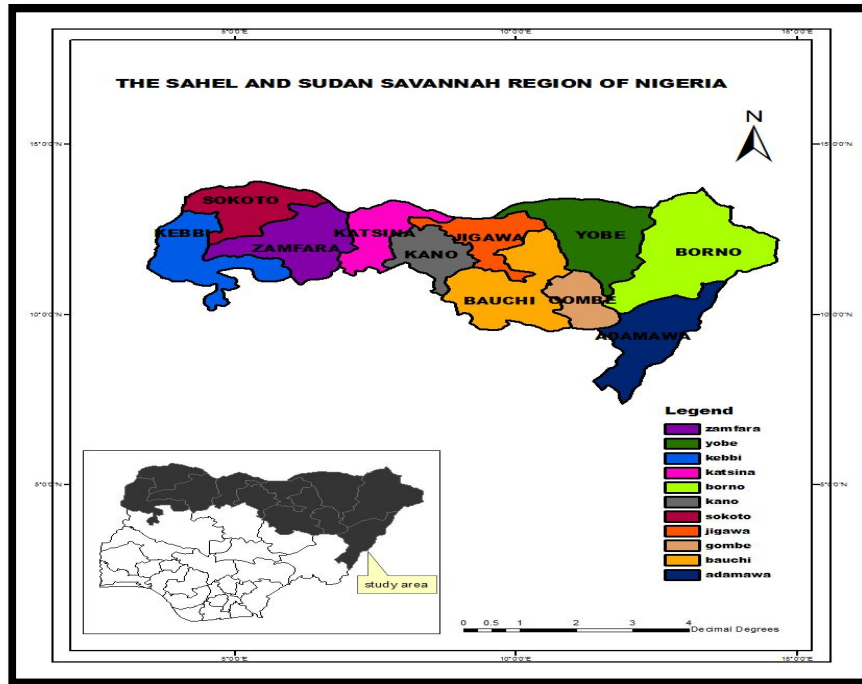 5°0'0"E 10°0'0"E 15°0'0"E
THE SAHEL AND SUDAN SAVANNAH REGION OF NIGERIA
N
15°0'0"N 15°0'0"N
SOKOTO
KEBBI
ZAMFARA
KATSINA
KANO
JIGAWA
YOBE
BORNO
BAUCHI
GOMBE
ADAMAWA
10°0'0"N 10°0'0"N
Legend
zamfara
yobe
kebbi
katsina
borno
kano
sokoto
jigawa
gombe
bauchi
adamawa
5°0'0"N 5°0'0"N
study area
0 0.5 1 2 3 4
Decimal Degrees
5°0'0"E 10°0'0"E 15°0'0"E